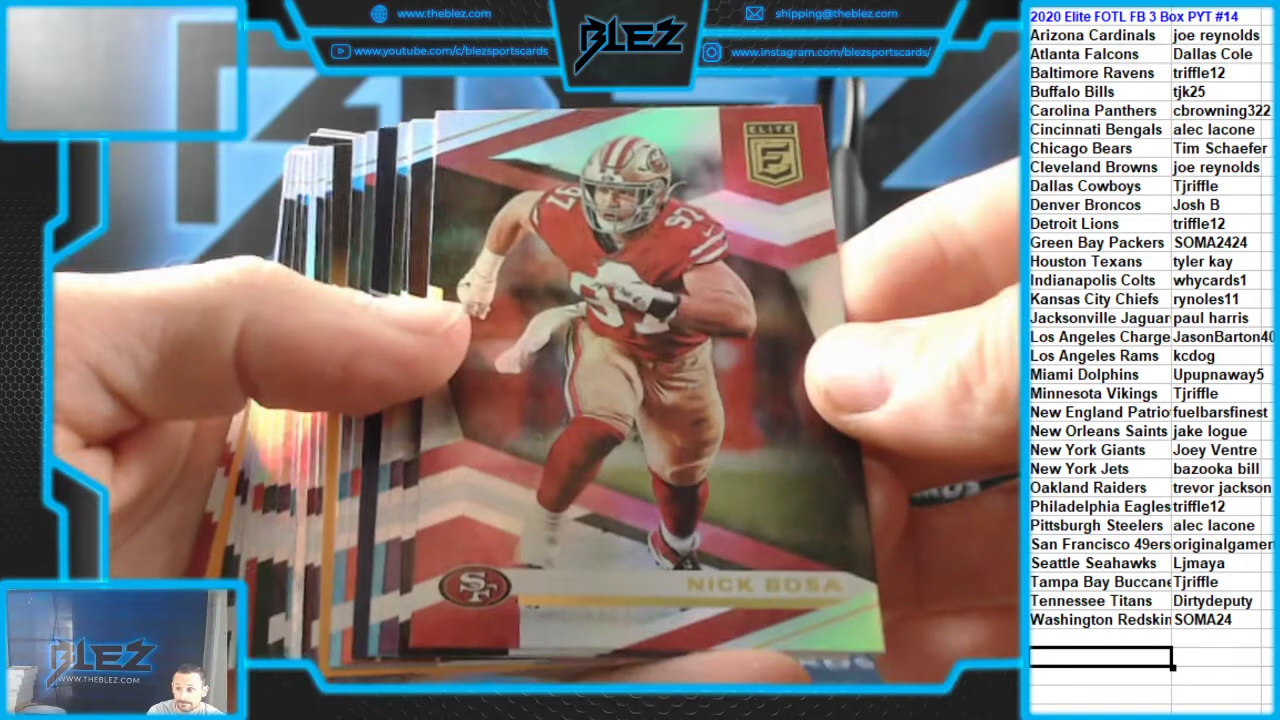 www.theblez.com
www.youtube.com/c/blezsportscards
BLEZ
shipping@theblez.com
www.instagram.com/blezsportscards/
ELITE
E
97
97
97
SF
NICK BOSA
BLEZ
WWW.THEBLEZ.COM
2020 Elite FOTL FB 3 Box PYT #14
Arizona Cardinals joe reynolds
Atlanta Falcons Dallas Cole
Baltimore Ravens triffle12
Buffalo Bills tjk25
Carolina Panthers cbrowning322
Cincinnati Bengals alec Iacone
Chicago Bears Tim Schaefer
Cleveland Browns joe reynolds
Dallas Cowboys Tjriffle
Denver Broncos Josh B
Detroit Lions triffle12
Green Bay Packers SOMA2424
Houston Texans tyler kay
Indianapolis Colts whycards1
Kansas City Chiefs rynoles11
Jacksonville Jaguar paul harris
Los Angeles Charge JasonBarton40
Los Angeles Rams kcdog
Miami Dolphins Upupnaway5
Minnesota Vikings Tjriffle
New England Patrio fuelbarsfinest
New Orleans Saints jake logue
New York Giants Joey Ventre
New York Jets bazooka bill
Oakland Raiders trevor jackson
Philadelphia Eagles triffle12
Pittsburgh Steelers alec Iacone
San Francisco 49ers originalgamer
Seattle Seahawks Ljmaya
Tampa Bay Buccane Tjriffle
Tennessee Titans Dirtydeputy
Washington Redskin SOMA24